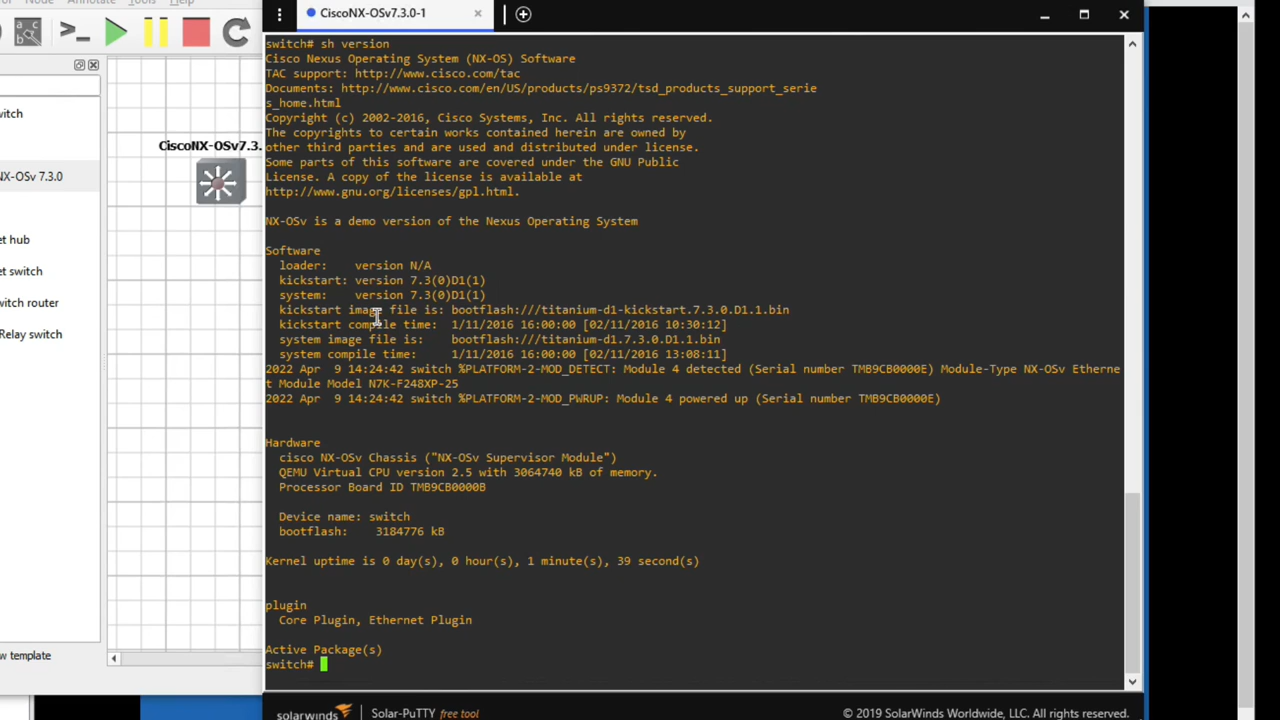 Node Annotate Tools Help
CiscoNX-OSv7.3.0-1
a b c
witch
NX-OSv 7.3.0
et hub
et switch
witch router
Relay switch
w template
CiscoNX-OSv7.3.
switch# sh version
Cisco Nexus Operating System (NX-OS) Software
TAC support: http://www.cisco.com/tac
Documents: http://www.cisco.com/en/US/products/ps9372/tsd_products_support_serie
s_home.html
Copyright (c) 2002-2016, Cisco Systems, Inc. All rights reserved.
The copyrights to certain works contained herein are owned by
other third parties and are used and distributed under license.
Some parts of this software are covered under the GNU Public
License. A copy of the license is available at
http://www.gnu.org/licenses/gpl.html.
NX-OSv is a demo version of the Nexus Operating System
Software
loader: version N/A
kickstart: version 7.3(0)D1(1)
system: version 7.3(0)D1(1)
kickstart image file is: bootflash:///titanium-d1-kickstart.7.3.0.D1.1.bin
kickstart compile time: 1/11/2016 16:00:00 [02/11/2016 10:30:12]
system image file is: bootflash:///titanium-d1.7.3.0.D1.1.bin
system compile time: 1/11/2016 16:00:00 [02/11/2016 13:08:11]
2022 Apr 9 14:24:42 switch %PLATFORM-2-MOD_DETECT: Module 4 detected (Serial number TMB9CB0000E) Module-Type NX-OSv Etherne
t Module Model N7K-F248XP-25
2022 Apr 9 14:24:42 switch %PLATFORM-2-MOD_PWRUP: Module 4 powered up (Serial number TMB9CB0000E)
Hardware
cisco NX-OSv Chassis ("NX-OSv Supervisor Module")
QEMU Virtual CPU version 2.5 with 3064740 kB of memory.
Processor Board ID TMB9CB0000B
Device name: switch
bootflash: 3184776 kB
Kernel uptime is 0 day(s), 0 hour(s), 1 minute(s), 39 second(s)
plugin
Core Plugin, Ethernet Plugin
Active Package(s)
switch#
solarwinds Solar-PuTTY free tool © 2019 SolarWinds Worldwide, LLC. All rights reserved.